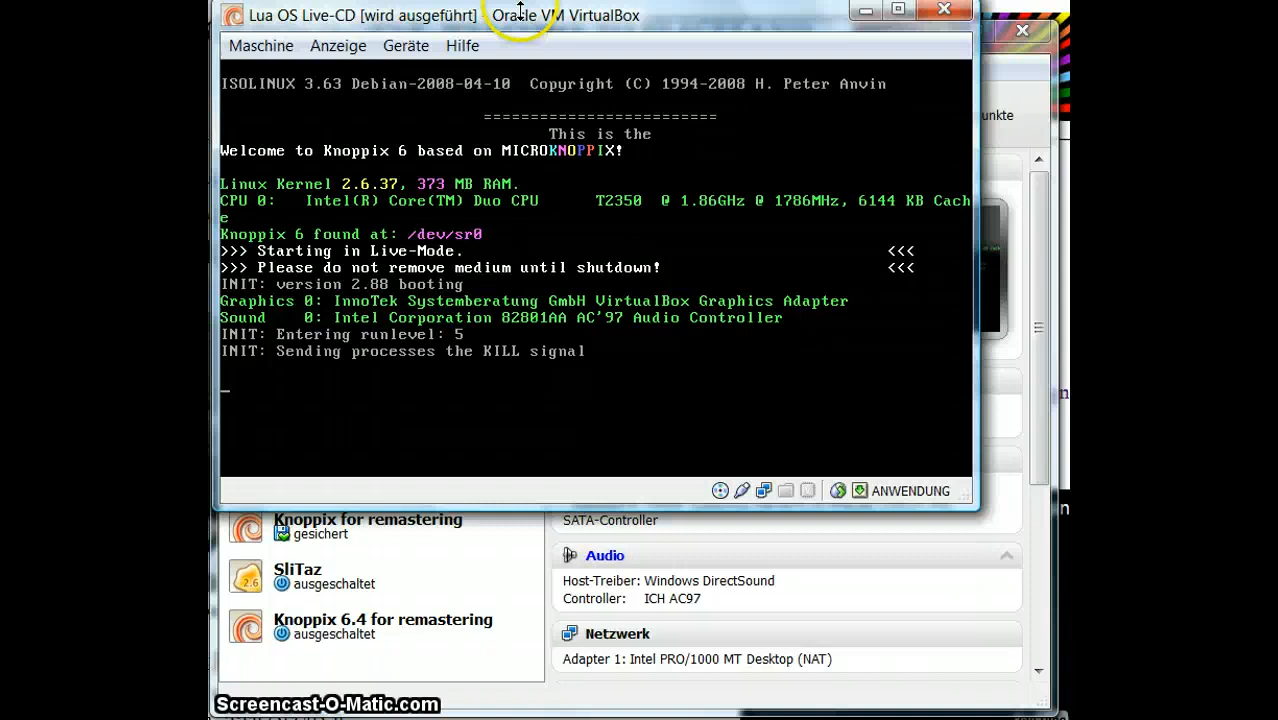 Lua OS Live-CD [wird ausgeführt] - Oracle VM VirtualBox
Maschine Anzeige Geräte Hilfe
ISOLINUX 3.63 Debian-2008-04-10 Copyright (C) 1994-2008 H. Peter Anvin
=========================
This is the
Welcome to Knoppix 6 based on MICROKNOPPIX!
Linux Kernel 2.6.37, 373 MB RAM.
CPU 0: Intel(R) Core(TM) Duo CPU T2350 @ 1.86GHz @ 1786MHz, 6144 KB Cach
e
Knoppix 6 found at: /dev/sr0
>>> Starting in Live-Mode. <<<
>>> Please do not remove medium until shutdown! <<<
INIT: version 2.88 booting
Graphics 0: InnoTek Systemberatung GmbH VirtualBox Graphics Adapter
Sound 0: Intel Corporation 82801AA AC'97 Audio Controller
INIT: Entering runlevel: 5
INIT: Sending processes the KILL signal
ANWENDUNG
unkte
n
n
Knoppix for remastering
gesichert
SliTaz
2.6
ausgeschaltet
Knoppix 6.4 for remastering
ausgeschaltet
SATA-Controller
Audio
Host-Treiber: Windows DirectSound
Controller: ICH AC97
Netzwerk
Adapter 1: Intel PRO/1000 MT Desktop (NAT)
Screencast-O-Matic.com